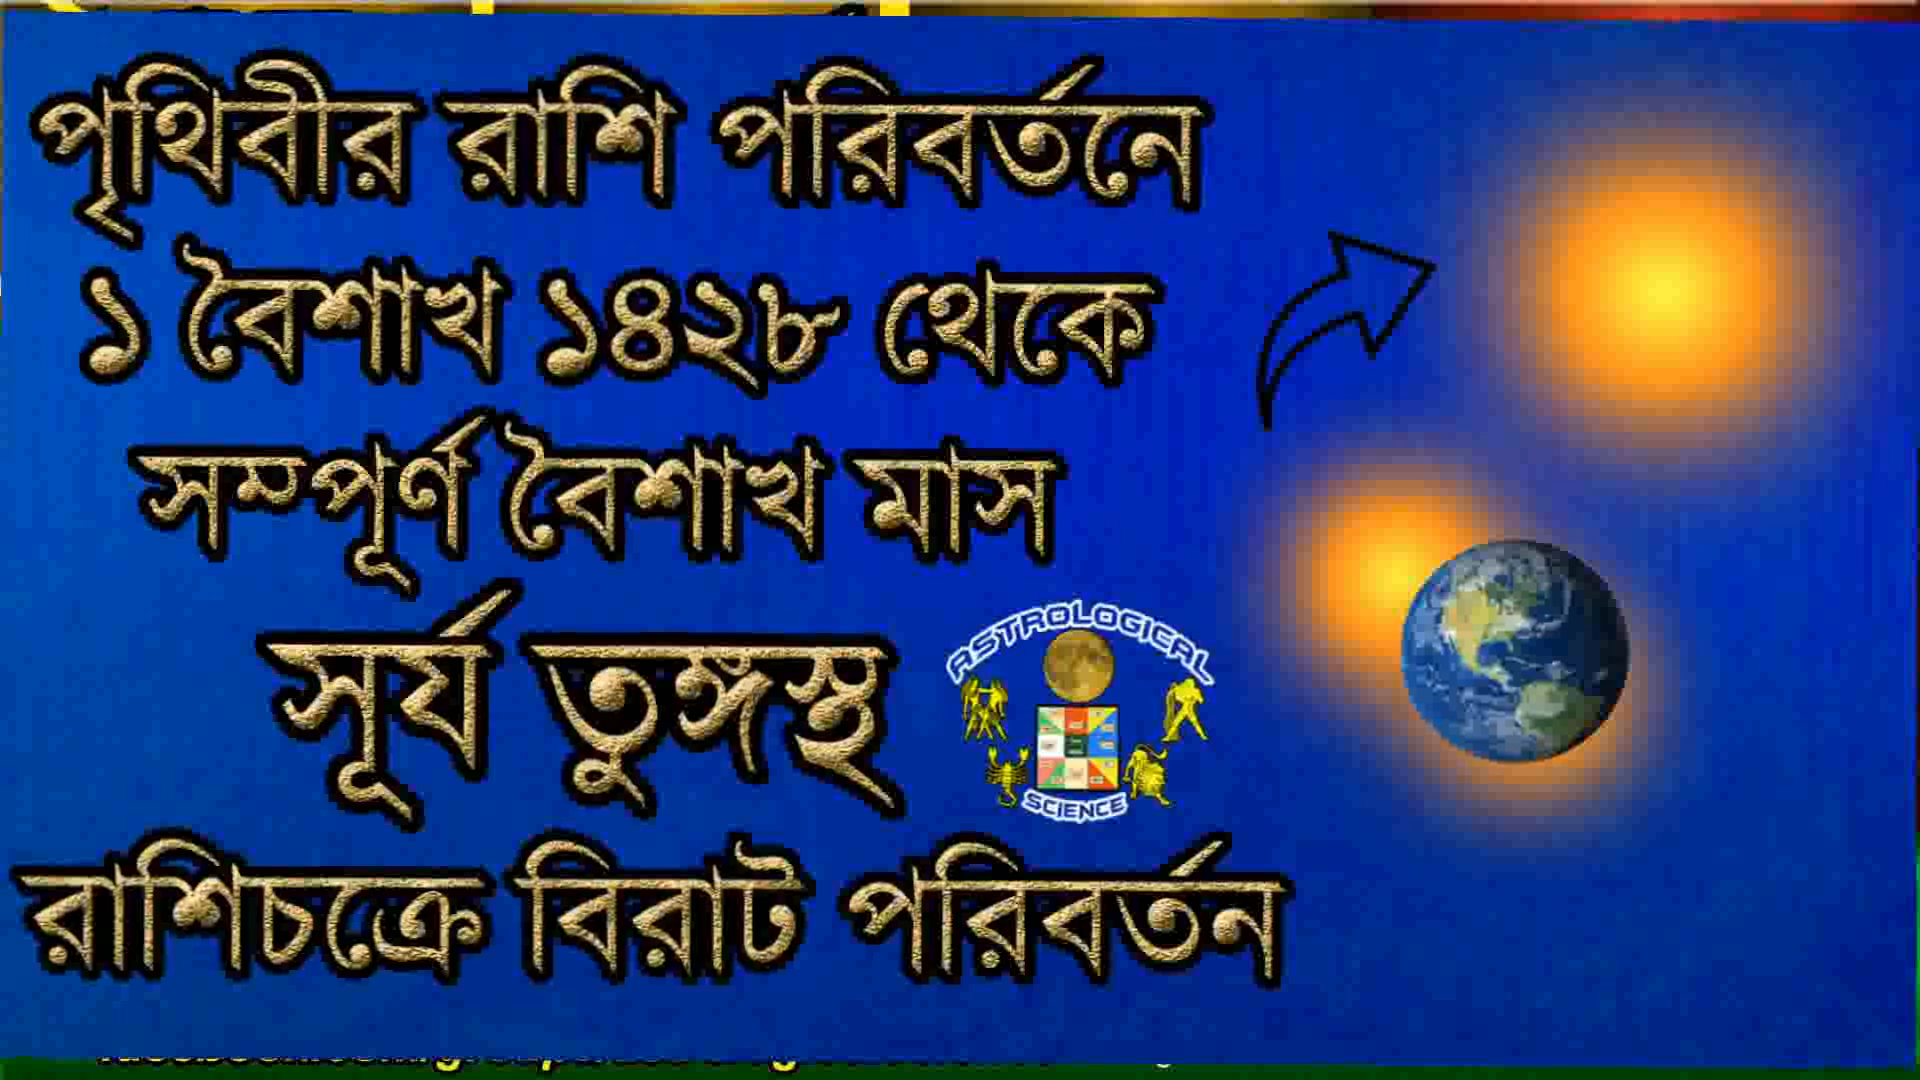 পৃথিবীর রাশি পরিবর্তনে
১ বৈশাখ ১৪২৮ থেকে
সম্পূর্ণ বৈশাখ মাস
সূর্য তুঙ্গস্থ
ASTROLOGICAL
SCIENCE
রাশিচক্রে বিরাট পরিবর্তন